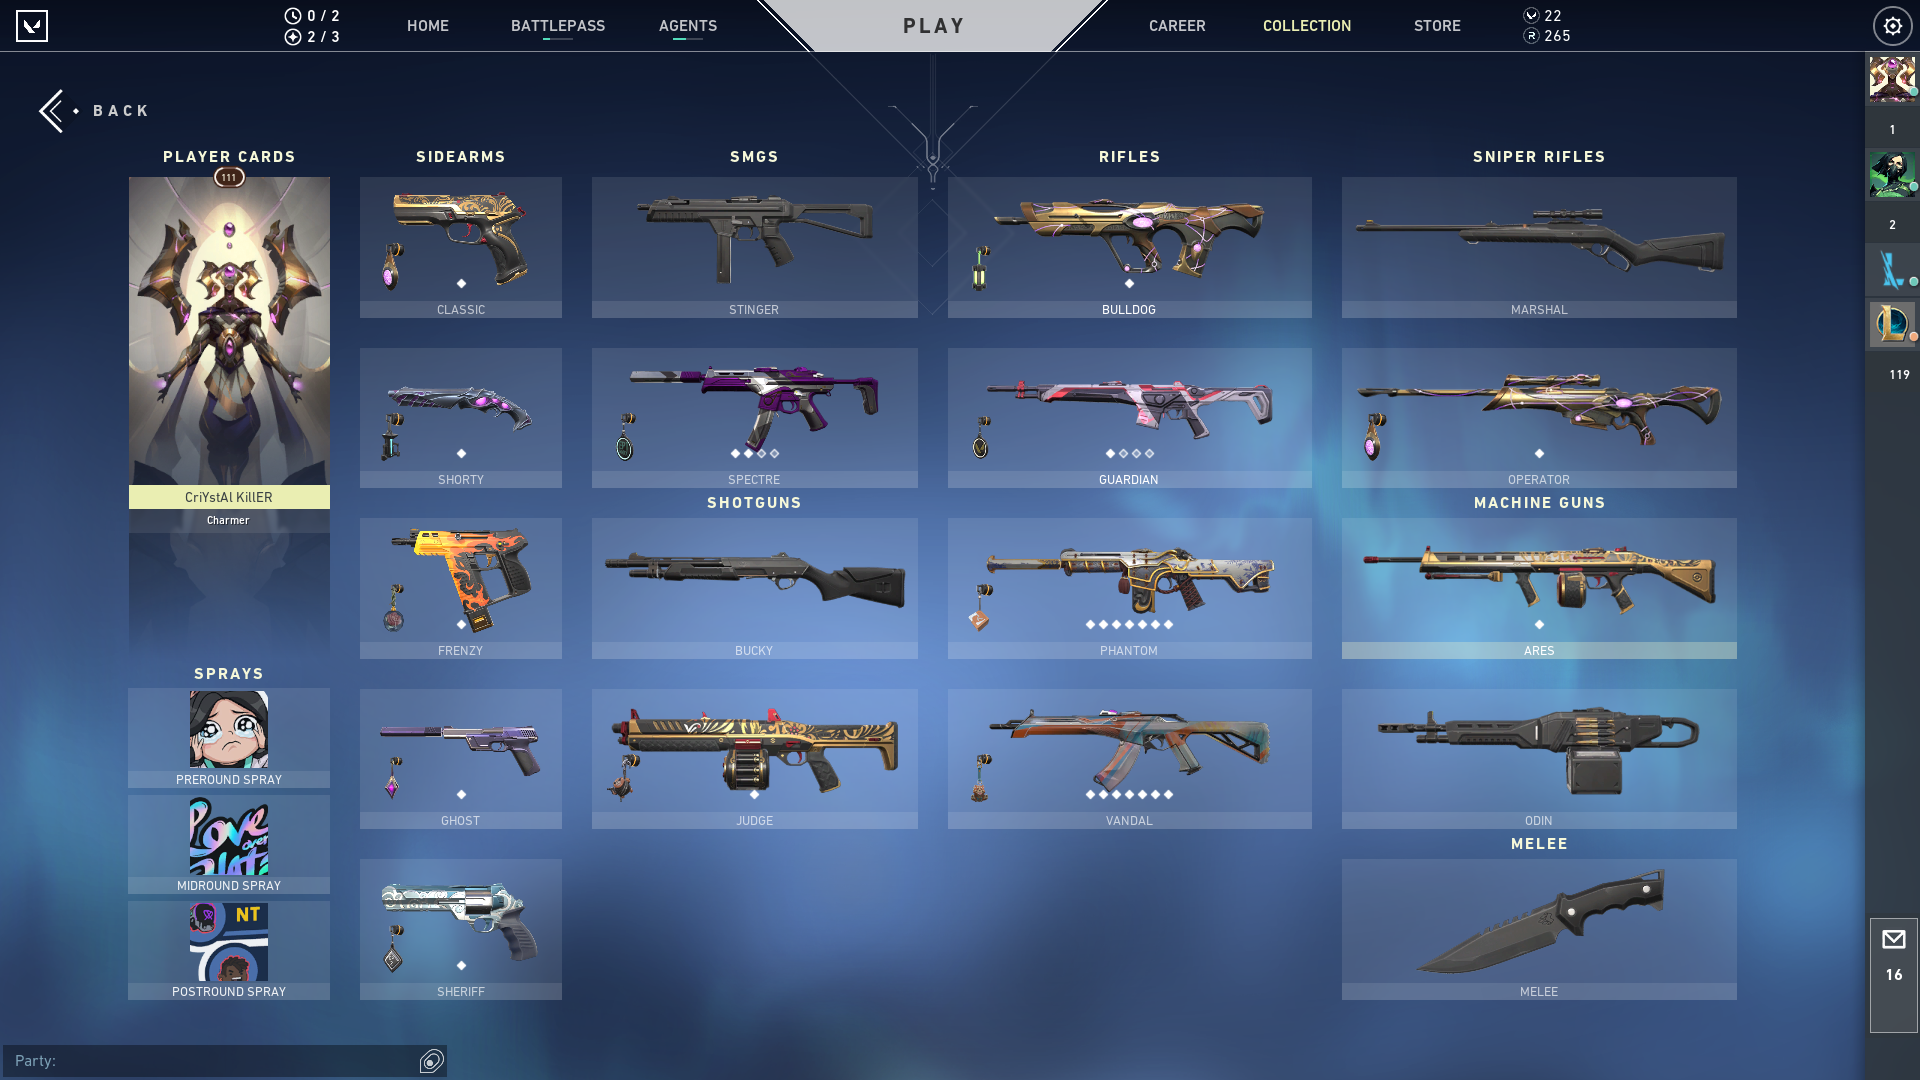 0 / 2
2 / 3
HOME
BATTLEPASS
AGENTS
PLAY
CAREER
COLLECTION
STORE
22
R 265
BACK
PLAYER CARDS
SIDEARMS
SMGS
RIFLES
SNIPER RIFLES
111
1
2
119
CLASSIC
STINGER
BULLDOG
MARSHAL
SHORTY
SPECTRE
GUARDIAN
OPERATOR
CriYstAl KillER
Charmer
SHOTGUNS
MACHINE GUNS
FRENZY
BUCKY
PHANTOM
ARES
SPRAYS
PREROUND SPRAY
GHOST
JUDGE
VANDAL
ODIN
Love
over
MIDROUND SPRAY
MELEE
NT
POSTROUND SPRAY
SHERIFF
MELEE
16
Party: